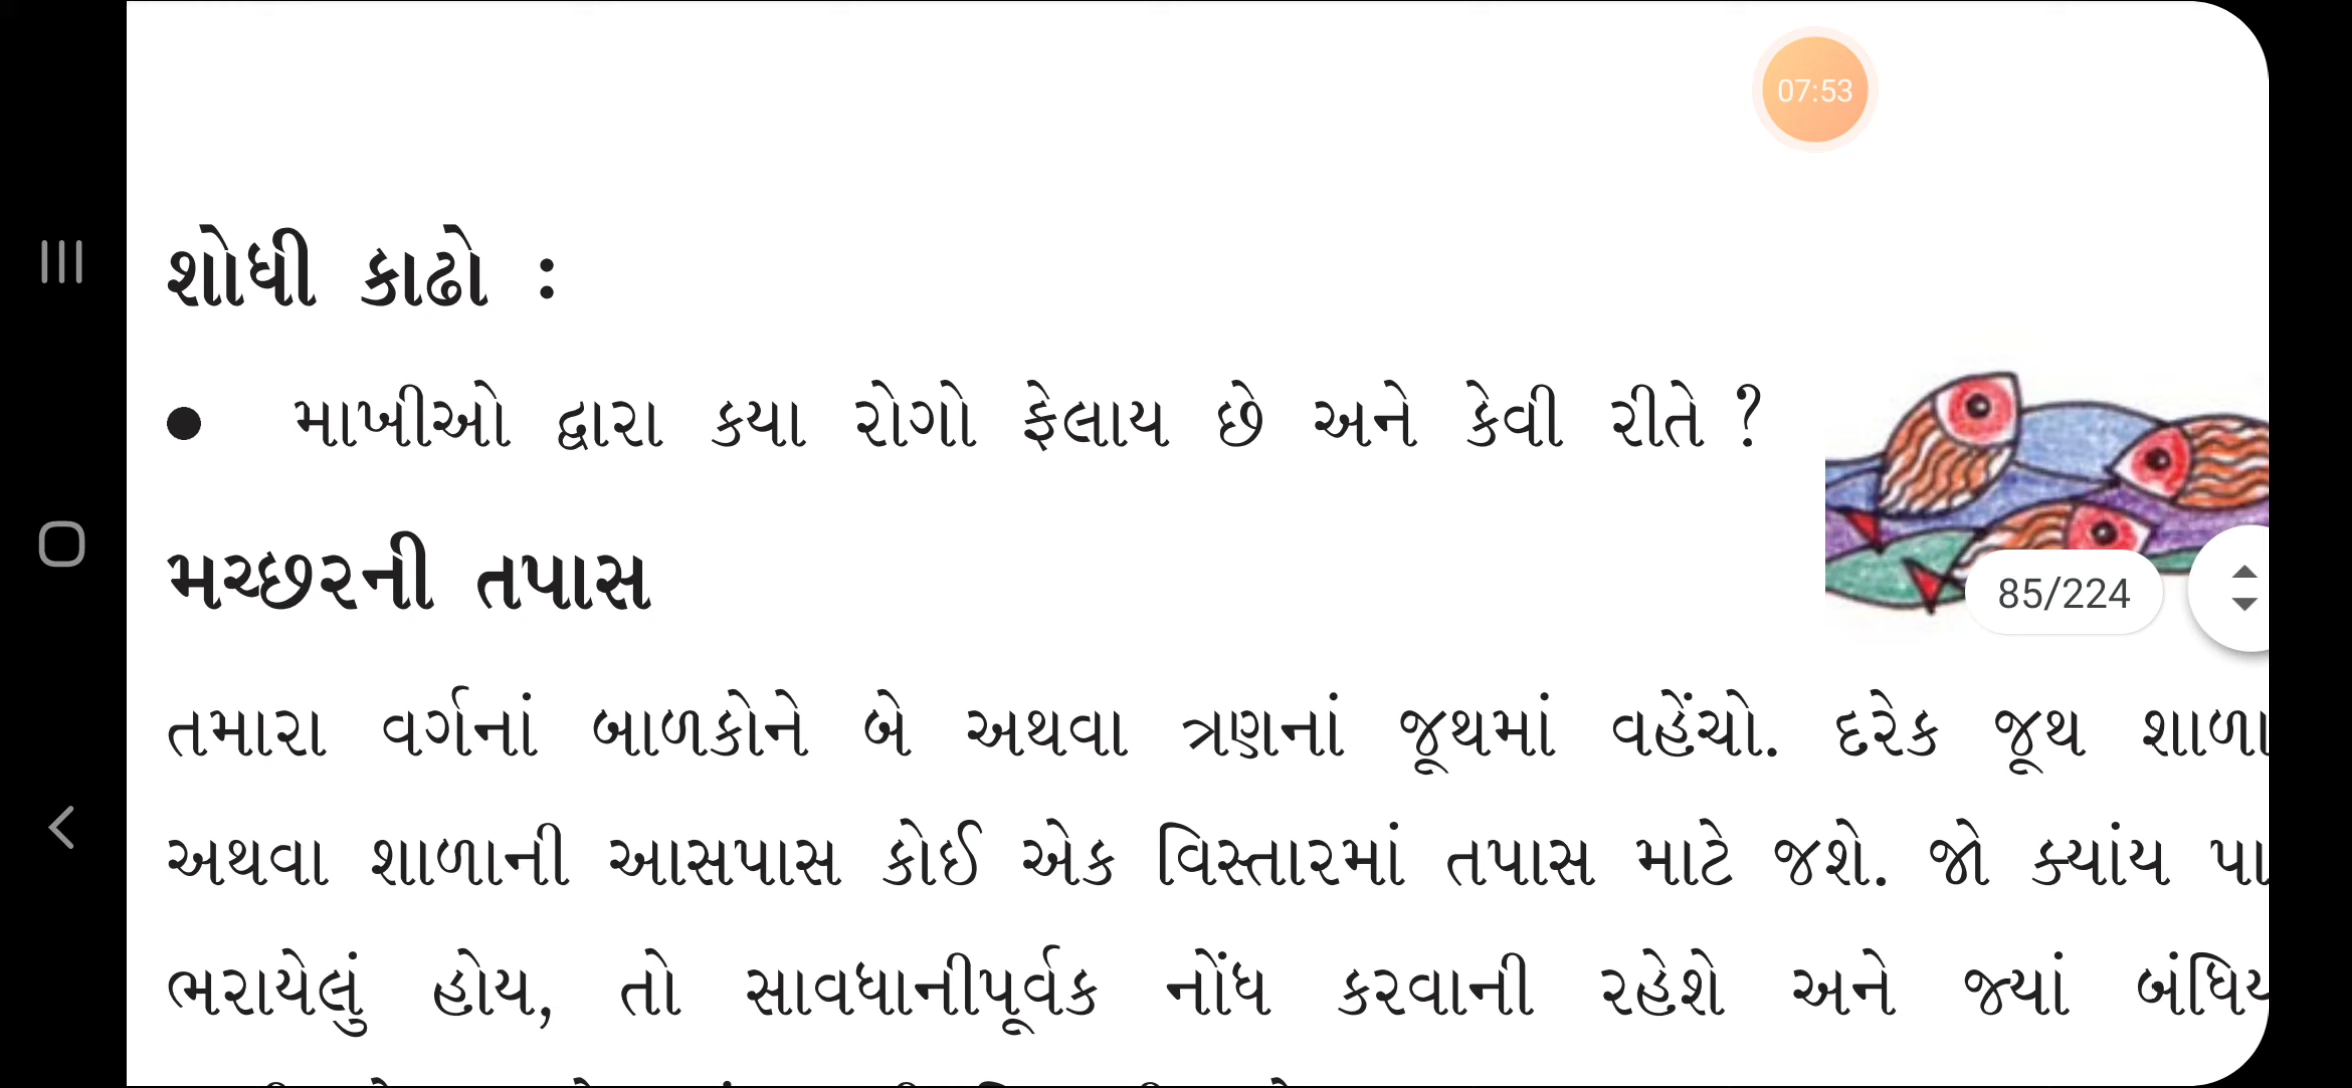 07:53
શોધી કાઢો :
● માખીઓ દ્વારા કયા રોગો ફેલાય છે અને કેવી રીતે ?
મચ્છરની તપાસ
85/224
તમારા વર્ગનાં બાળકોને બે અથવા ત્રણનાં જૂથમાં વહેંચો. દરેક જૂથ શાળા
અથવા શાળાની આસપાસ કોઈ એક વિસ્તારમાં તપાસ માટે જશે. જો ક્યાંય
ભરાયેલું હોય, તો સાવધાનીપૂર્વક નોંધ કરવાની રહેશે અને જ્યાં